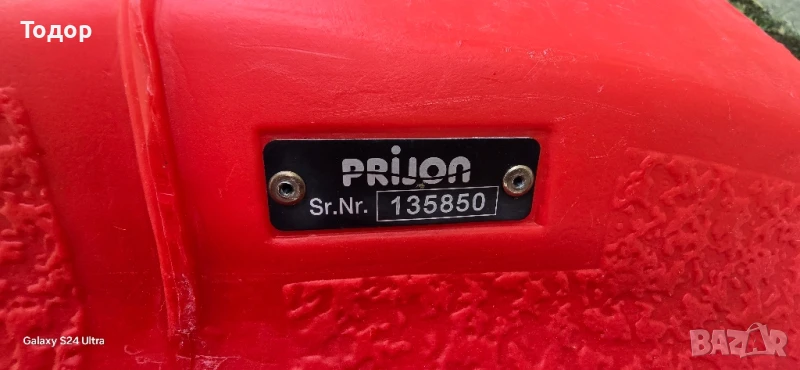 Тодор
PRIJON
Sr.Nr. 135850
Galaxy S24 Ultra
BAZAR